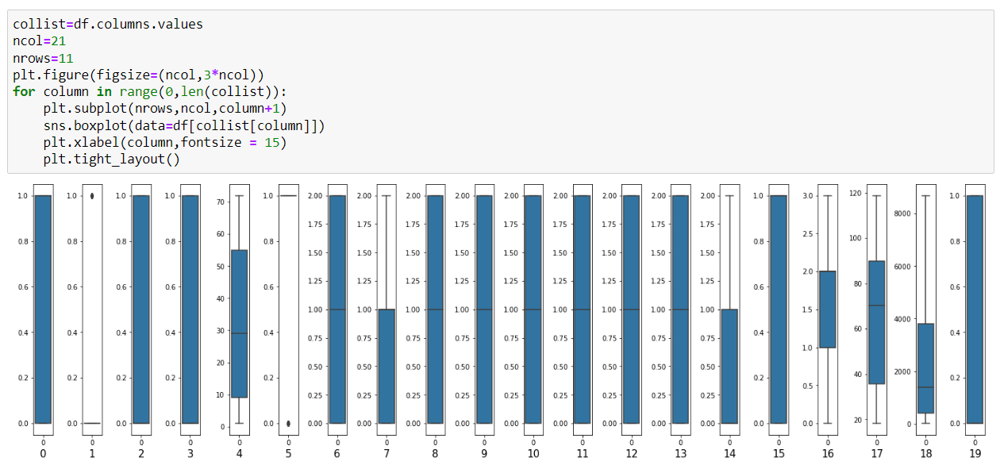 collist=df.columns.values
ncol=21
nrows=11
plt.figure(figsize=(ncol,3*ncol))
for column in range(0,len(collist)):
    plt.subplot(nrows,ncol,column+1)
    sns.boxplot(data=df[collist[column]])
    plt.xlabel(column,fontsize = 15)
    plt.tight_layout()
1.0 1.0 1.0 1.0 70 1.0 2.00 2.00 2.00 2.00 2.00 2.00 2.00 2.00 2.00 1.0 3.0 120 8000 1.0
1.75 1.75 1.75 1.75 1.75 1.75 1.75 1.75 1.75
0.8 0.8 0.8 0.8 60 0.8 1.50 1.50 1.50 1.50 1.50 1.50 1.50 1.50 1.50 0.8 2.5 100 6000 0.8
50 1.25 1.25 1.25 1.25 1.25 1.25 1.25 1.25 1.25 2.0
0.6 0.6 0.6 0.6 40 0.6 1.00 1.00 1.00 1.00 1.00 1.00 1.00 1.00 1.00 0.6 1.5 80 4000 0.6
0.4 0.4 0.4 0.4 30 0.4 0.75 0.75 0.75 0.75 0.75 0.75 0.75 0.75 0.75 0.4 1.0 60 0.4
20 0.50 0.50 0.50 0.50 0.50 0.50 0.50 0.50 0.50 2000
0.2 0.2 0.2 0.2 10 0.2 0.25 0.25 0.25 0.25 0.25 0.25 0.25 0.25 0.25 0.2 0.5 40 0.2
0.0 0.0 0.0 0.0 0 0.0 0.00 0.00 0.00 0.00 0.00 0.00 0.00 0.00 0.00 0.0 0.0 20 0 0.0
0 0 0 0 0 0 0 0 0 0 0 0 0 0 0 0 0 0 0 0
0 1 2 3 4 5 6 7 8 9 10 11 12 13 14 15 16 17 18 19